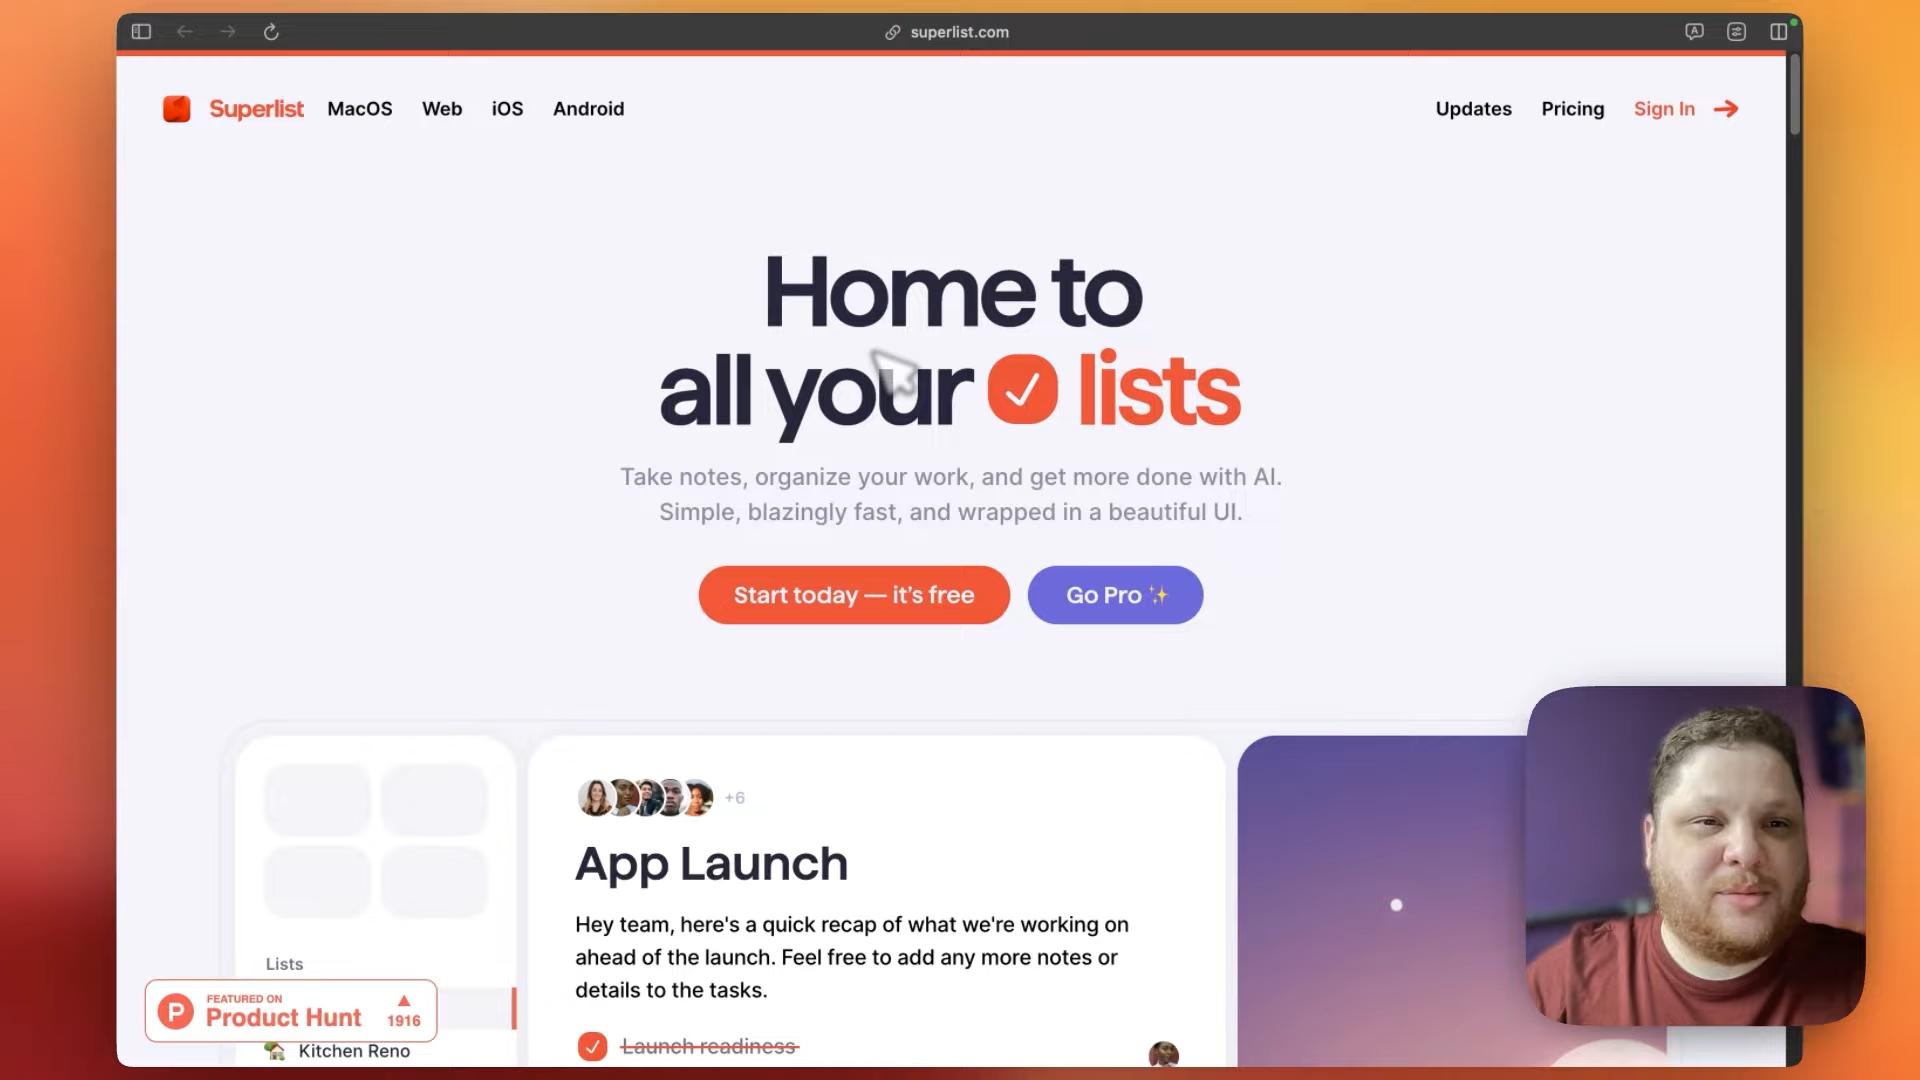 superlist.com
Superlist MacOS Web iOS Android
Updates Pricing Sign In
Home to
all your lists
Take notes, organize your work, and get more done with AI.
Simple, blazingly fast, and wrapped in a beautiful UI.
Start today — it's free
Go Pro
+6
App Launch
Hey team, here's a quick recap of what we're working on
ahead of the launch. Feel free to add any more notes or
details to the tasks.
Launch readiness
Lists
FEATURED ON
Product Hunt
1916
Kitchen Reno